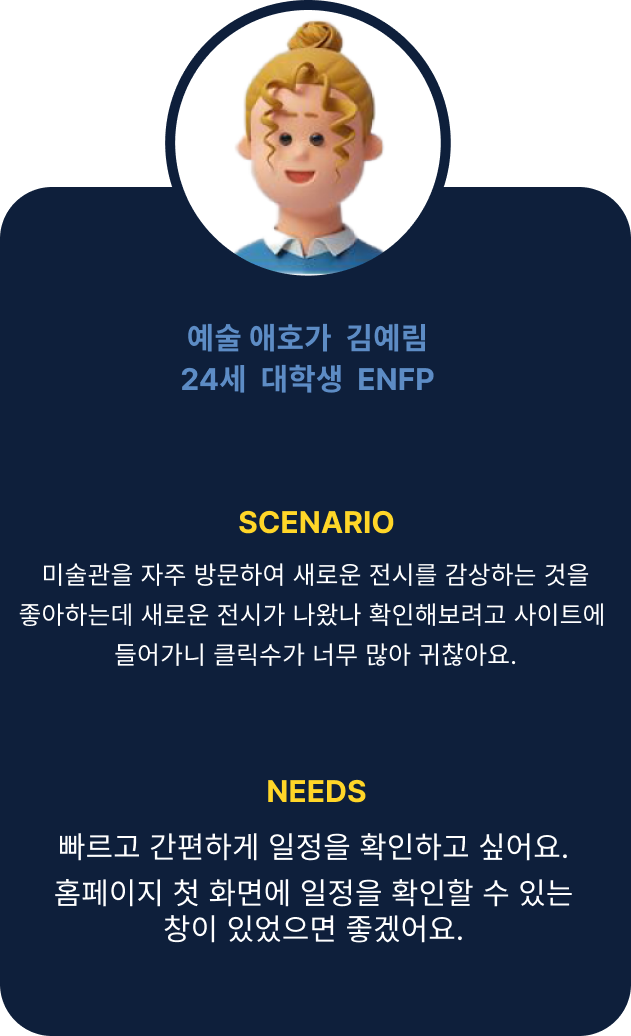 예술 애호가 김예림
24세 대학생 ENFP
SCENARIO
미술관을 자주 방문하여 새로운 전시를 감상하는 것을
좋아하는데 새로운 전시가 나왔나 확인해보려고 사이트에
들어가니 클릭수가 너무 많아 귀찮아요.
NEEDS
빠르고 간편하게 일정을 확인하고 싶어요.
홈페이지 첫 화면에 일정을 확인할 수 있는
창이 있었으면 좋겠어요.